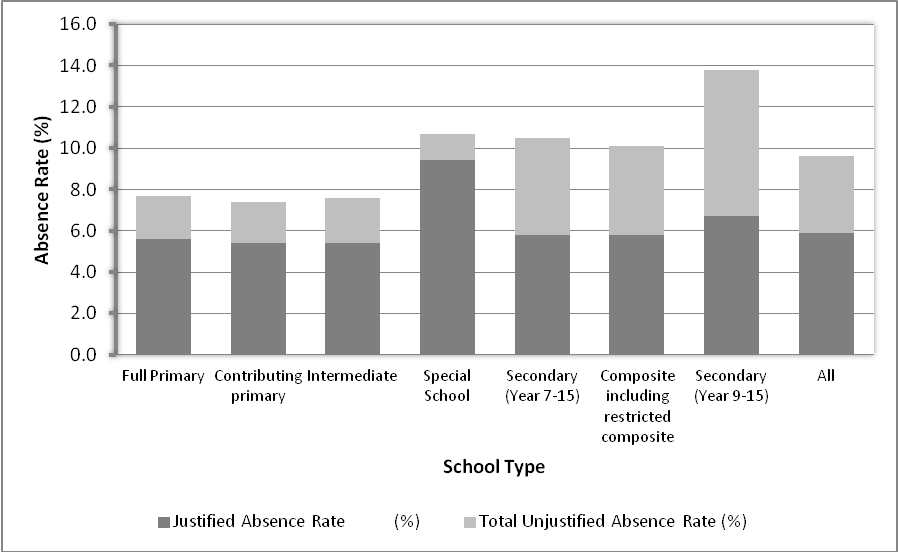 16.0
14.0
12.0
10.0
8.0
6.0
4.0
2.0
0.0
Absence Rate (%)
Full Primary
Contributing
primary
Intermediate
Special
School
Secondary
(Year 7-15)
Composite
including
restricted
composite
Secondary
(Year 9-15)
All
School Type
Justified Absence Rate (%)
Total Unjustified Absence Rate (%)